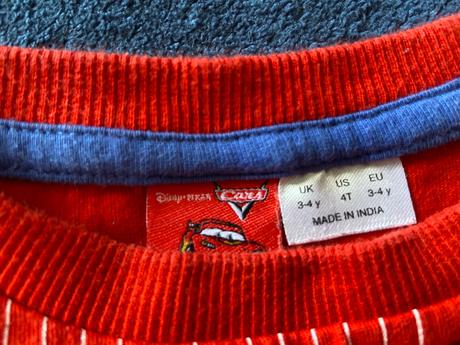 Disney·PIXAR
Cars
UK US EU
3-4 y 4T 3-4 y
MADE IN INDIA